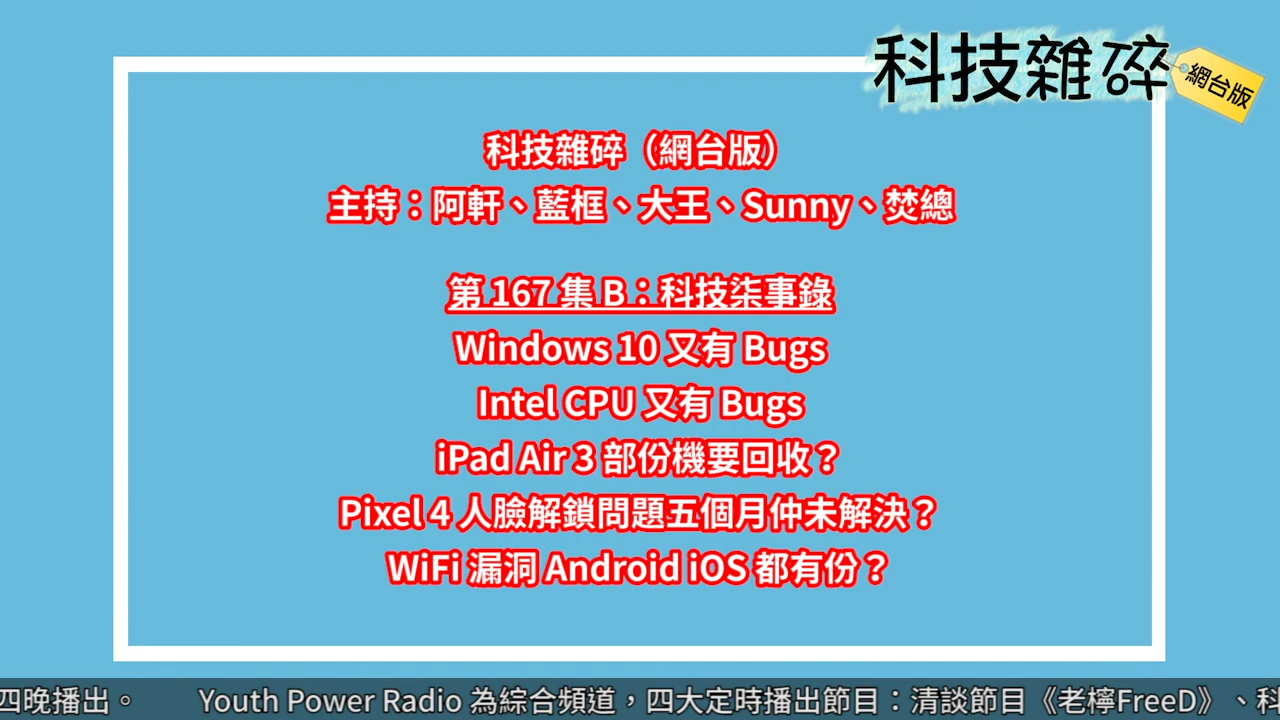 科技雜碎
網台版
科技雜碎（網台版）
主持：阿軒、藍框、大王、Sunny、焚總
第 167 集 B：科技柒事錄
Windows 10 又有 Bugs
Intel CPU 又有 Bugs
iPad Air 3 部份機要回收？
Pixel 4 人臉解鎖問題五個月仲未解決？
WiFi 漏洞 Android iOS 都有份？
四晚播出。 Youth Power Radio 為綜合頻道，四大定時播出節目：清談節目《老檸FreeD》、科